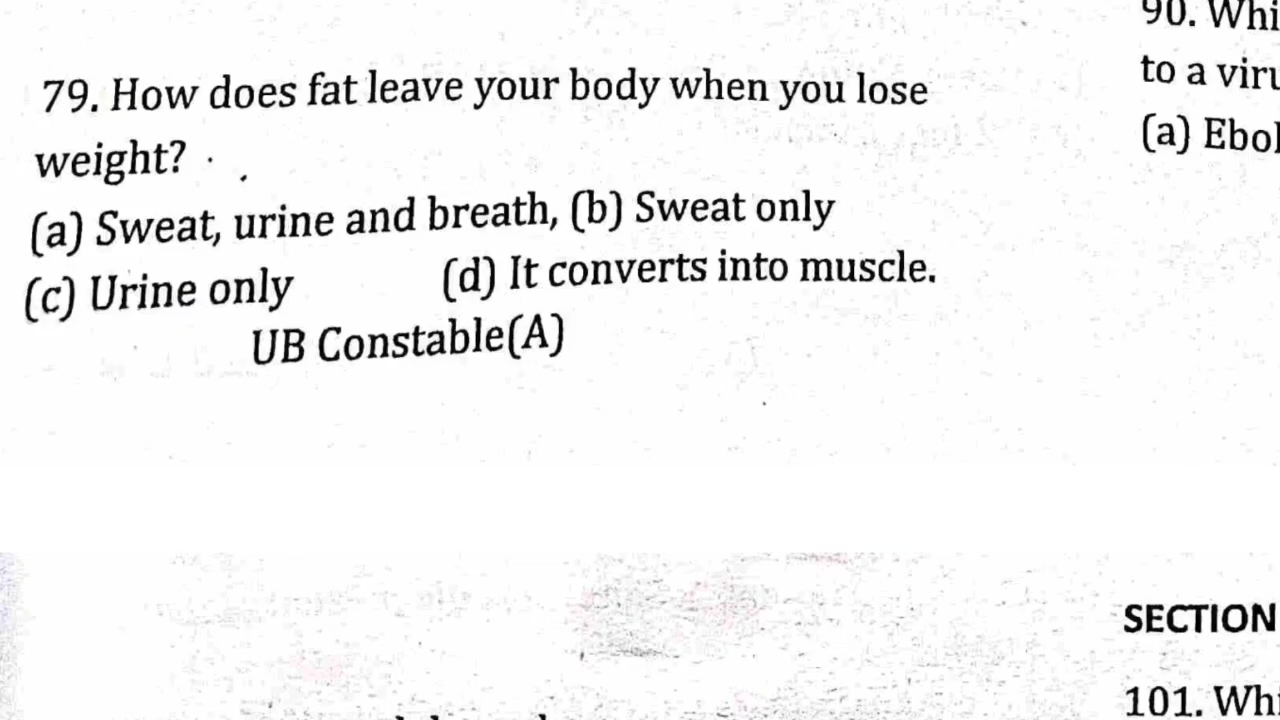 79. How does fat leave your body when you lose
weight?
(a) Sweat, urine and breath, (b) Sweat only
(c) Urine only (d) It converts into muscle.
UB Constable(A)
90. Whi
to a viru
(a) Ebol
SECTION
101. Whi